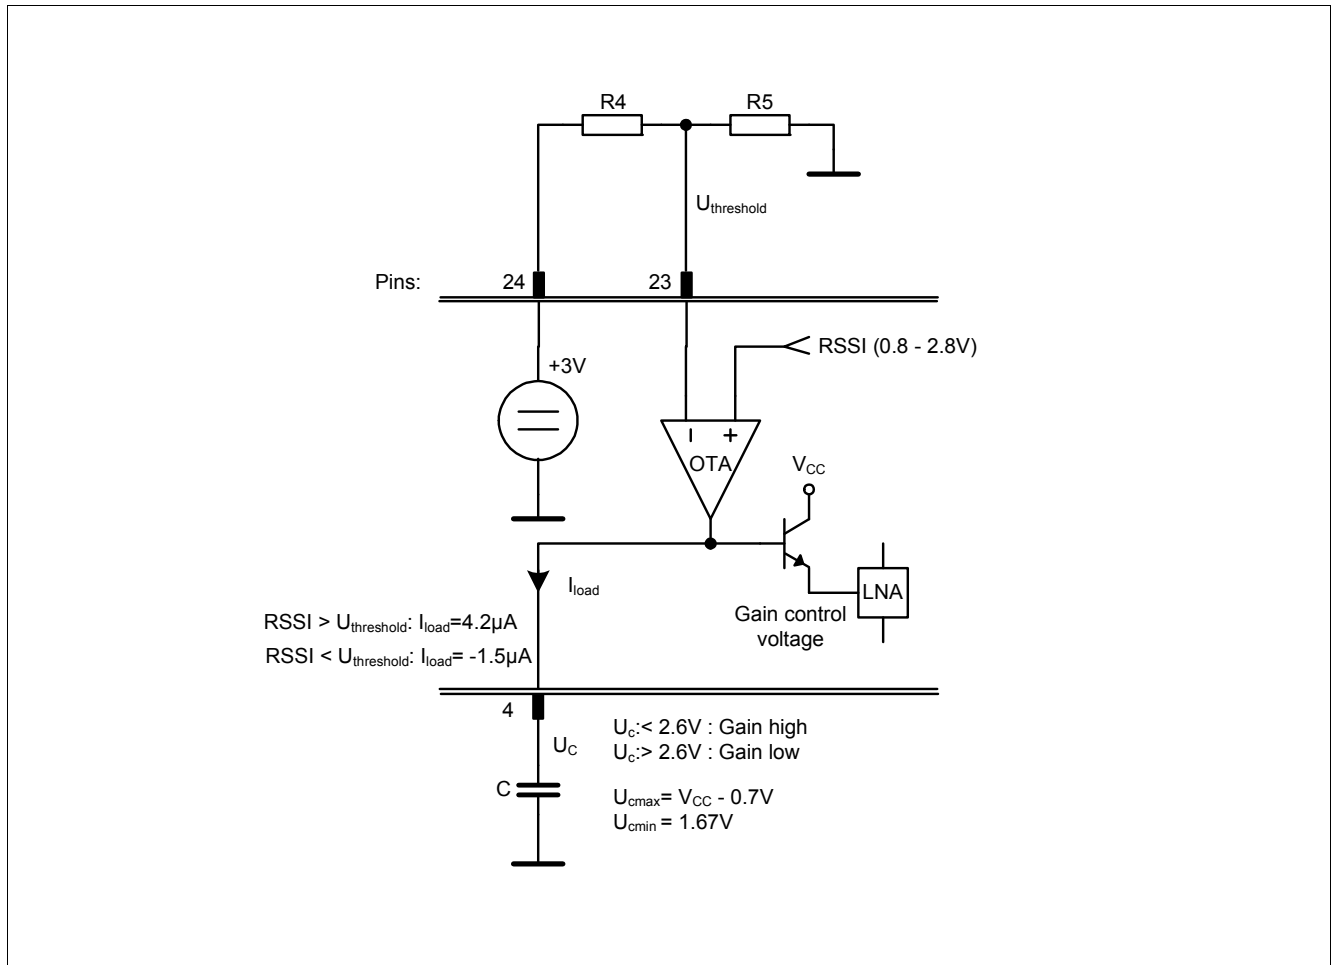 R4 R5
Uthreshold
Pins: 24 23
RSSI (0.8 - 2.8V)
+3V
OTA
VCC
Iload
LNA
Gain control
voltage
RSSI > Uthreshold: Iload=4.2µA
RSSI < Uthreshold: Iload= -1.5µA
4
Uc:< 2.6V : Gain high
Uc:> 2.6V : Gain low
UC
C
Ucmax= VCC - 0.7V
Ucmin = 1.67V